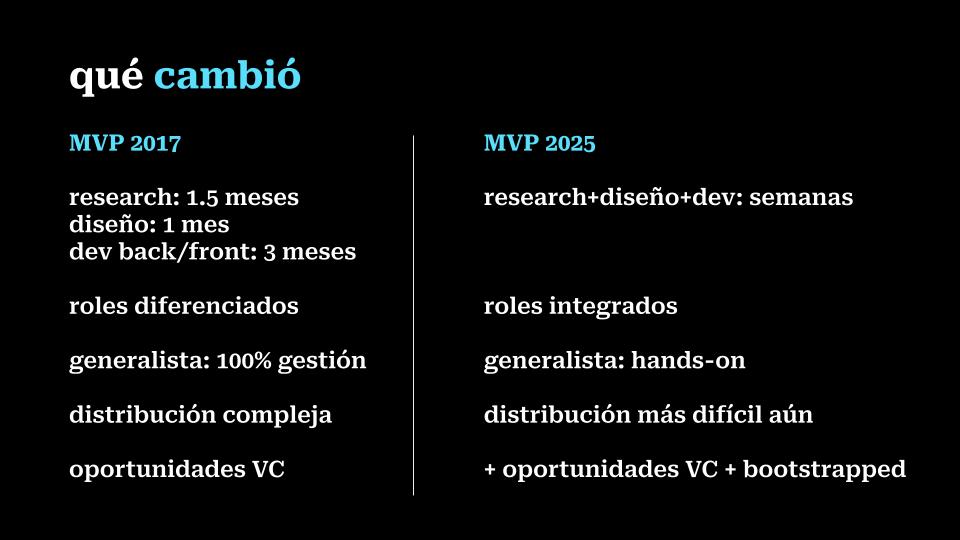 qué cambió
MVP 2017
research: 1.5 meses
diseño: 1 mes
dev back/front: 3 meses
roles diferenciados
generalista: 100% gestión
distribución compleja
oportunidades VC
MVP 2025
research+diseño+dev: semanas
roles integrados
generalista: hands-on
distribución más difícil aún
+ oportunidades VC + bootstrapped